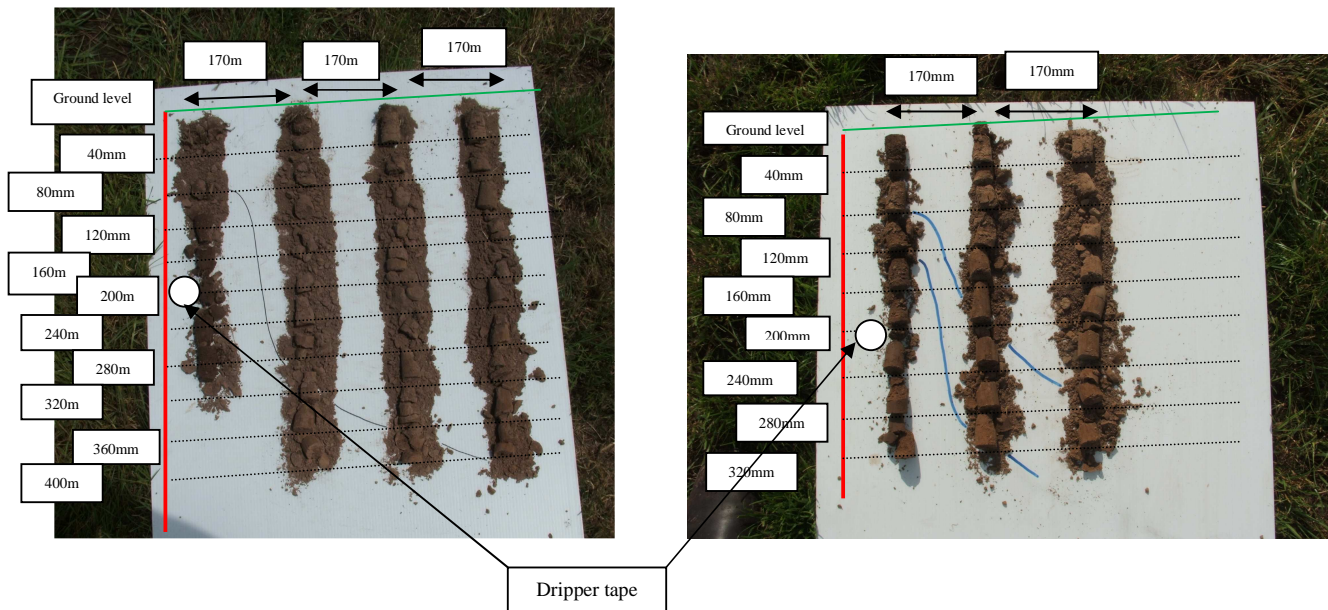 170m
170m
170m
Ground level
40mm
80mm
120mm
160m
200m
240m
280m
320m
360mm
400m
170mm
170mm
Ground level
40mm
80mm
120mm
160mm
200mm
240mm
280mm
320mm
Dripper tape